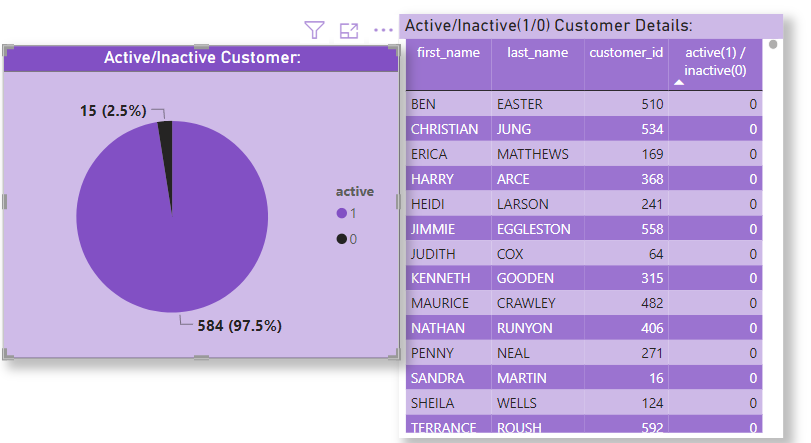 Active/Inactive Customer:
15 (2.5%)
584 (97.5%)
active
1
0
Active/Inactive(1/0) Customer Details:
first_name last_name customer_id active(1) /
inactive(0)
BEN EASTER 510 0
CHRISTIAN JUNG 534 0
ERICA MATTHEWS 169 0
HARRY ARCE 368 0
HEIDI LARSON 241 0
JIMMIE EGGLESTON 558 0
JUDITH COX 64 0
KENNETH GOODEN 315 0
MAURICE CRAWLEY 482 0
NATHAN RUNYON 406 0
PENNY NEAL 271 0
SANDRA MARTIN 16 0
SHEILA WELLS 124 0
TERRANCE ROUSH 592 0